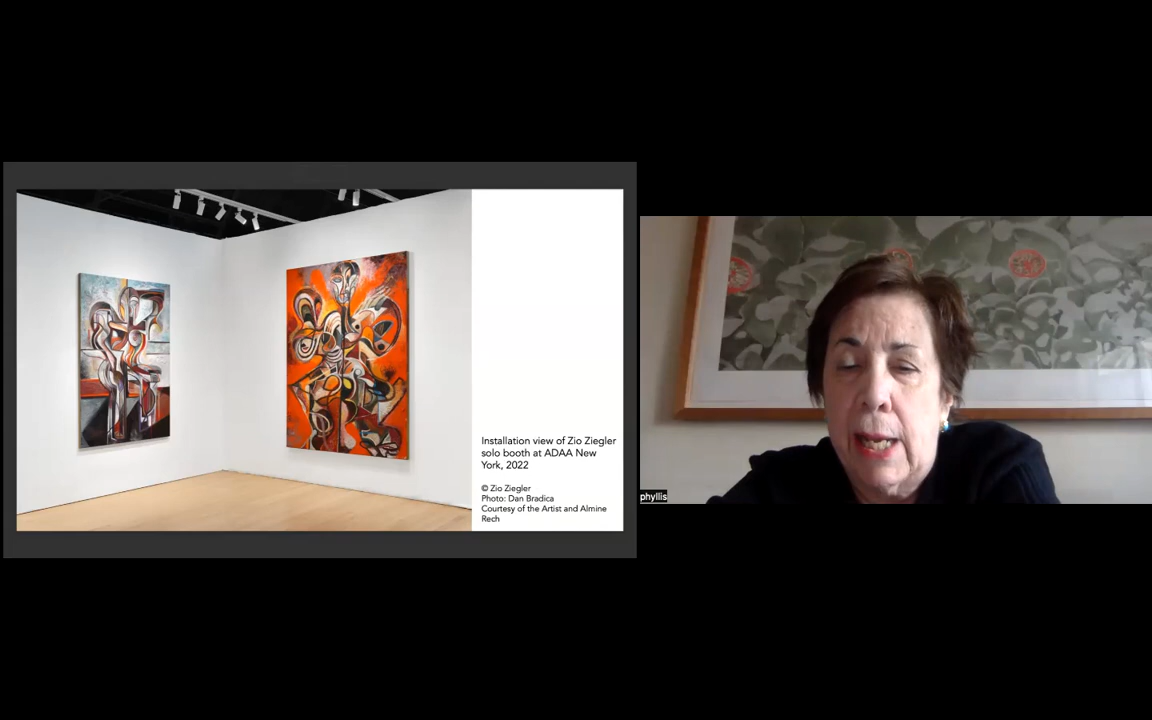 Installation view of Zio Ziegler
solo booth at ADAA New
York, 2022
© Zio Ziegler
Photo: Dan Bradica
Courtesy of the Artist and Almine
Rech
phyllis